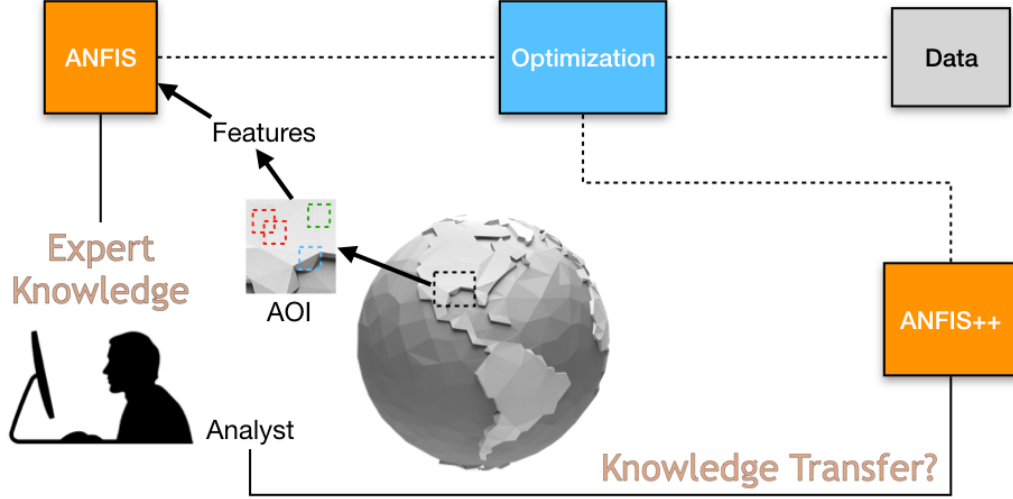 ANFIS
Optimization
Data
Features
Expert
Knowledge
AOI
ANFIS++
Analyst
Knowledge Transfer?